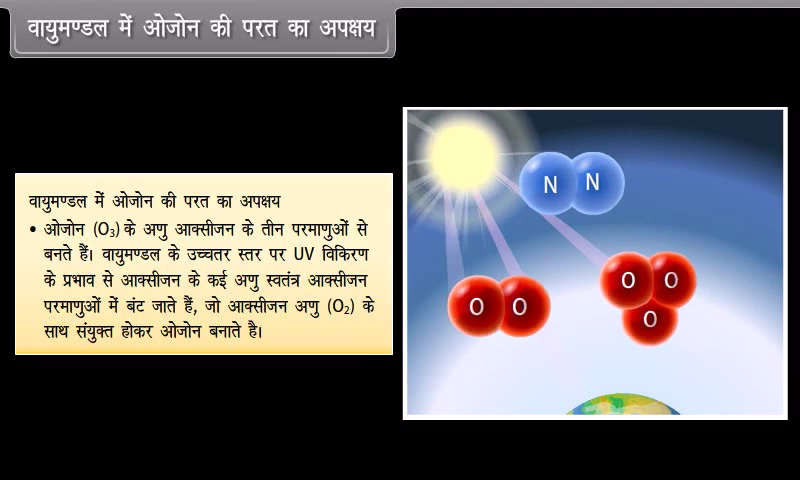 वायुमण्डल में ओजोन की परत का अपक्षय
वायुमण्डल में ओजोन की परत का अपक्षय
• ओजोन (O₃) के अणु आक्सीजन के तीन परमाणुओं से
बनते हैं। वायुमण्डल के उच्चतर स्तर पर UV विकिरण
के प्रभाव से आक्सीजन के कई अणु स्वतंत्र आक्सीजन
परमाणुओं में बंट जाते हैं, जो आक्सीजन अणु (O₂) के
साथ संयुक्त होकर ओजोन बनाते है।
N N
O O
O O
O